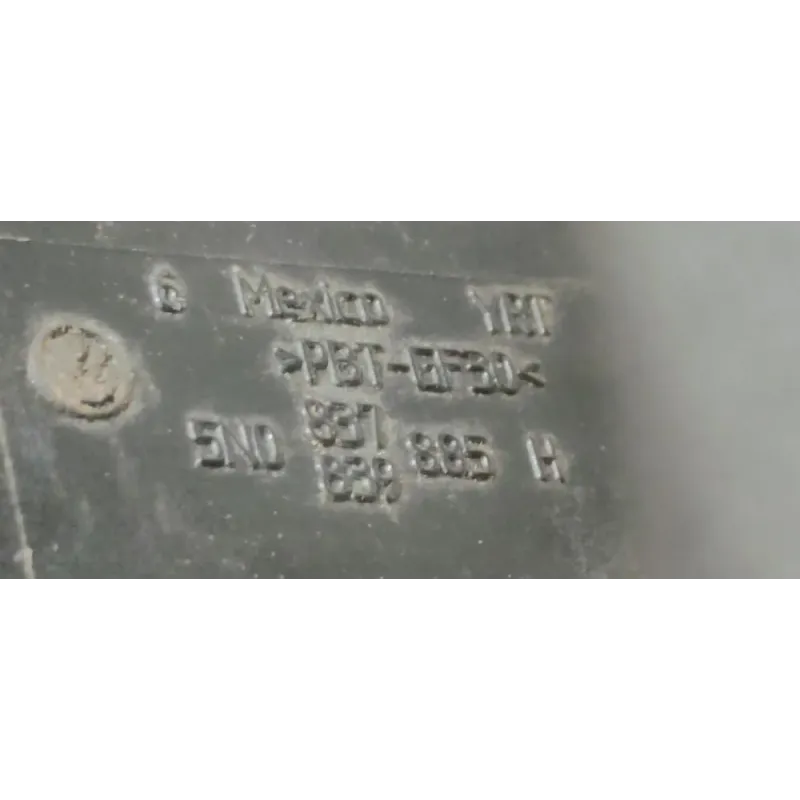 6 Mexico YRT
>PBT-GF30<
5N0 837 885 H
839